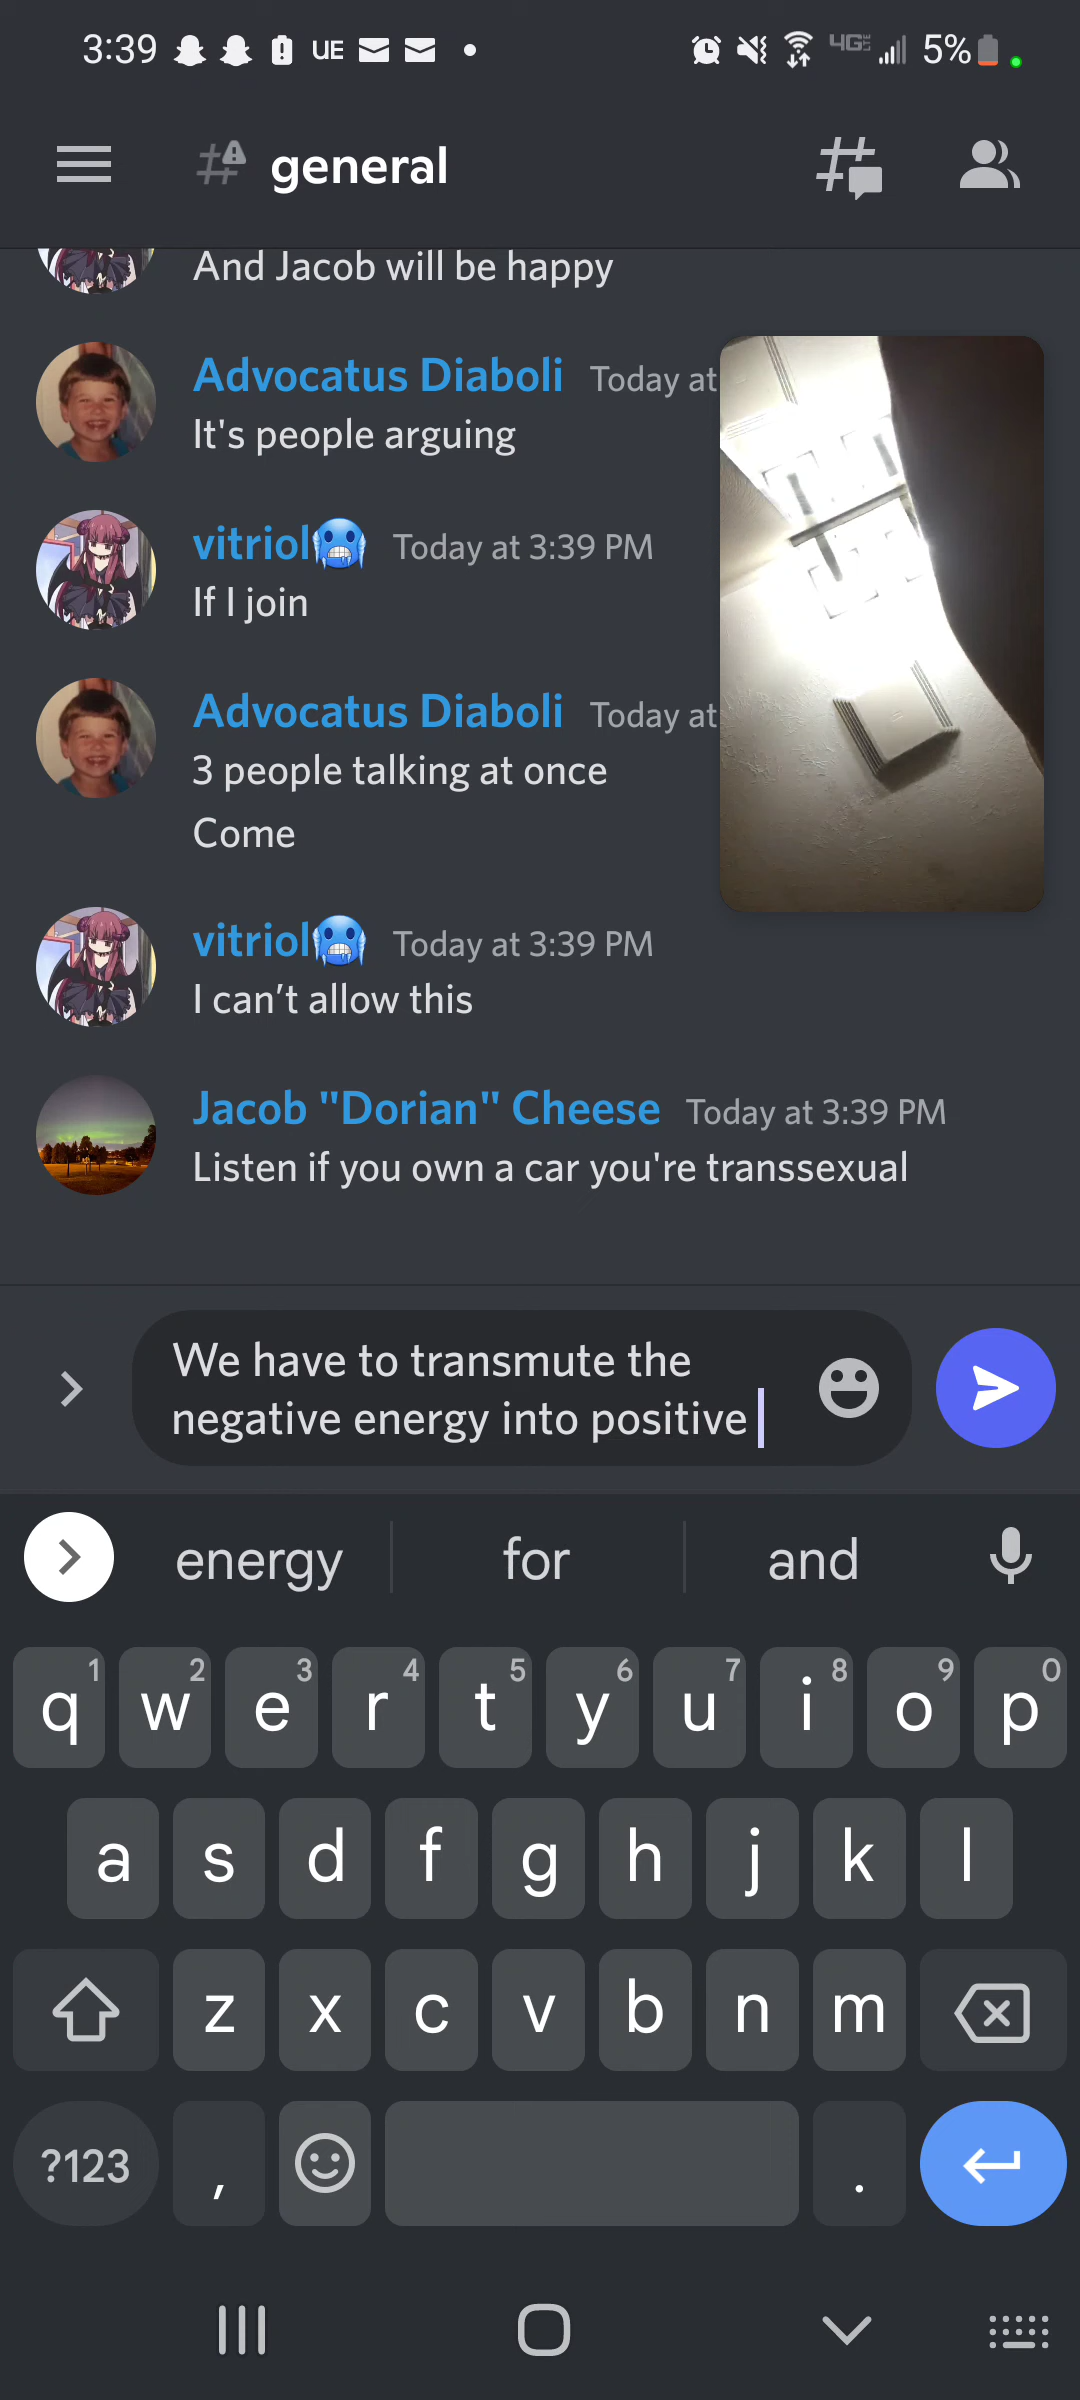 3:39 UE 4GE 5%
general
And Jacob will be happy
Advocatus Diaboli Today at
It's people arguing
vitriol🥶 Today at 3:39 PM
If I join
Advocatus Diaboli Today at
3 people talking at once
Come
vitriol🥶 Today at 3:39 PM
I can’t allow this
Jacob "Dorian" Cheese Today at 3:39 PM
Listen if you own a car you're transsexual
We have to transmute the
negative energy into positive
energy for and
1 2 3 4 5 6 7 8 9 0
q w e r t y u i o p
a s d f g h j k l
z x c v b n m
?123 , .